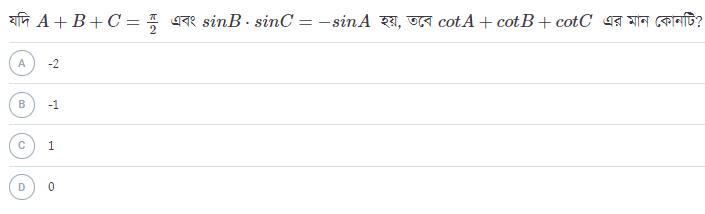 যদি A + B + C = π/2 এবং sinB · sinC = −sinA হয়, তবে cotA + cotB + cotC এর মান কোনটি?
A -2
B -1
C 1
D 0